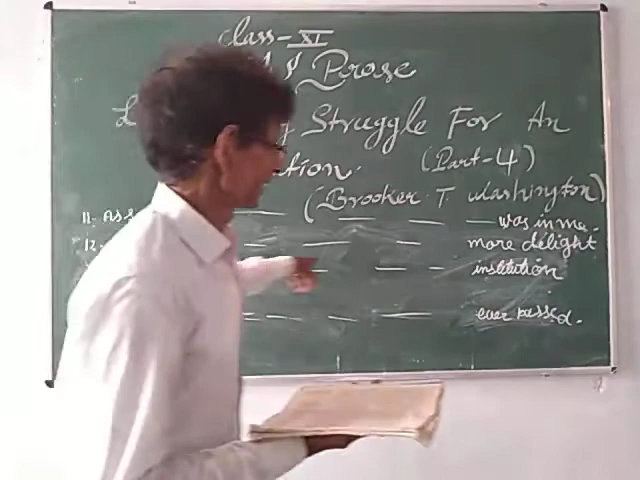 Class - XI
Prose
L Struggle For An
tion. (Part-4)
(Brooker T. Washington)
11. As s — — — — was in me.
12. — — — more delight
— — — institution
— — — — ever passed.